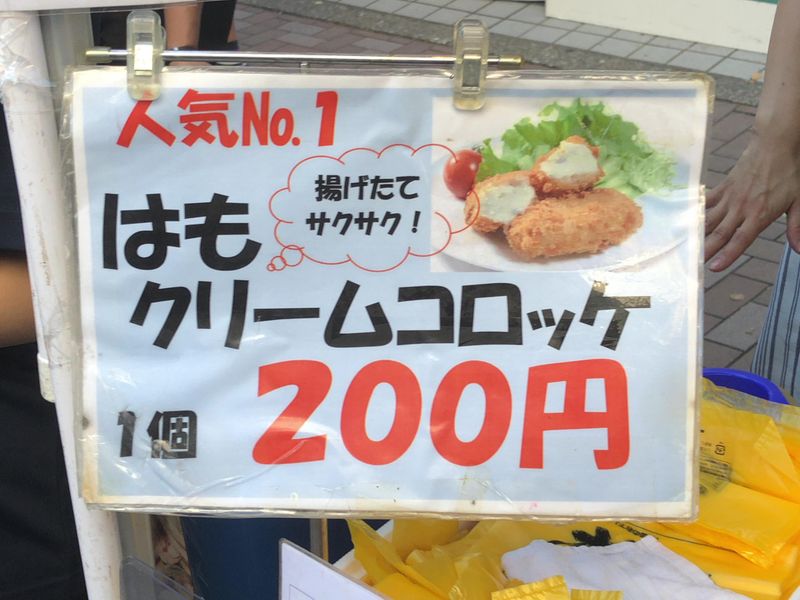 人気No.1
揚げたて
サクサク!
はも
クリームコロッケ
1個 200円